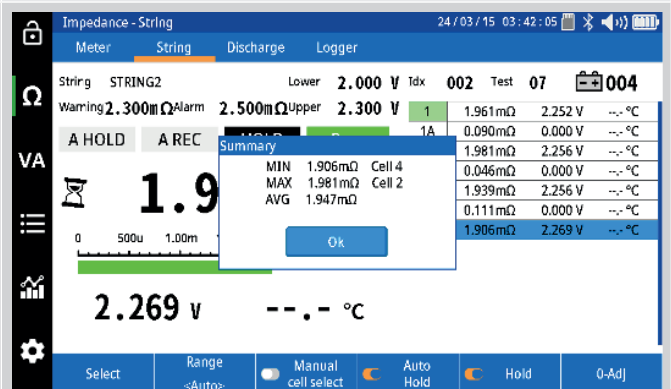 Impedance - String 24/03/15 03:42:05
Meter String Discharge Logger
String STRING2 Lower 2.000 V Idx 002 Test 07 004
Warning 2.300mΩ Alarm 2.500mΩ Upper 2.300 V
1 1.961mΩ 2.252 V --.- °C
A HOLD A REC
1A 0.090mΩ 0.000 V --.- °C
Summary
1.981mΩ 2.256 V --.- °C
MIN 1.906mΩ Cell 4
0.046mΩ 0.000 V --.- °C
MAX 1.981mΩ Cell 2
1.939mΩ 2.256 V --.- °C
AVG 1.947mΩ
0.111mΩ 0.000 V --.- °C
Ω
VA
1.9
1.906mΩ 2.269 V --.- °C
0 500u 1.00m
Ok
2.269 V --.- °C
Select Range <Auto> Manual cell select Auto Hold Hold 0-Adj